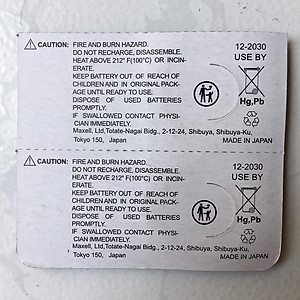 CAUTION: FIRE AND BURN HAZARD.
DO NOT RECHARGE, DISASSEMBLE.
HEAT ABOVE 212° F(100°C) OR INCIN-
ERATE.
KEEP BATTERY OUT OF REACH OF
CHILDREN AND IN ORIGINAL PACK-
AGE UNTIL READY TO USE.
DISPOSE OF USED BATTERIES
PROMPTLY.
IF SWALLOWED CONTACT PHYSI-
CIAN IMMEDIATELY.
Maxell, Ltd,Totate-Nagai Bidg., 2-12-24, Shibuya, Shibuya-Ku,
Tokyo 150, Japan
12-2030
USE BY
Hg,Pb
MADE IN JAPAN
CAUTION: FIRE AND BURN HAZARD.
DO NOT RECHARGE, DISASSEMBLE.
HEAT ABOVE 212° F(100°C) OR INCIN-
ERATE.
KEEP BATTERY OUT OF REACH OF
CHILDREN AND IN ORIGINAL PACK-
AGE UNTIL READY TO USE.
DISPOSE OF USED BATTERIES
PROMPTLY.
IF SWALLOWED CONTACT PHYSI-
CIAN IMMEDIATELY.
Maxell, Ltd,Totate-Nagai Bidg., 2-12-24, Shibuya, Shibuya-Ku,
Tokyo 150, Japan
12-2030
USE BY
Hg,Pb
MADE IN JAPAN